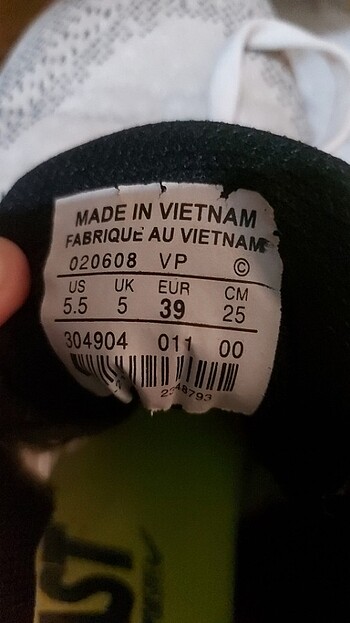 MADE IN VIETNAM
FABRIQUE AU VIETNAM
020608 VP ©
US UK EUR CM
5.5 5 39 25
304904 011 00